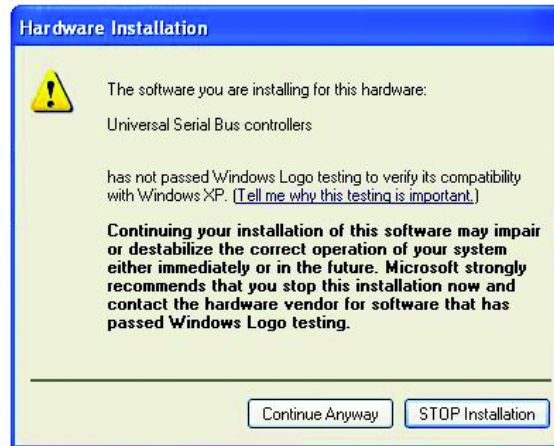 Hardware Installation
The software you are installing for this hardware:
Universal Serial Bus controllers
has not passed Windows Logo testing to verify its compatibility
with Windows XP. (Tell me why this testing is important.)
Continuing your installation of this software may impair
or destabilize the correct operation of your system
either immediately or in the future. Microsoft strongly
recommends that you stop this installation now and
contact the hardware vendor for software that has
passed Windows Logo testing.
Continue Anyway
STOP Installation